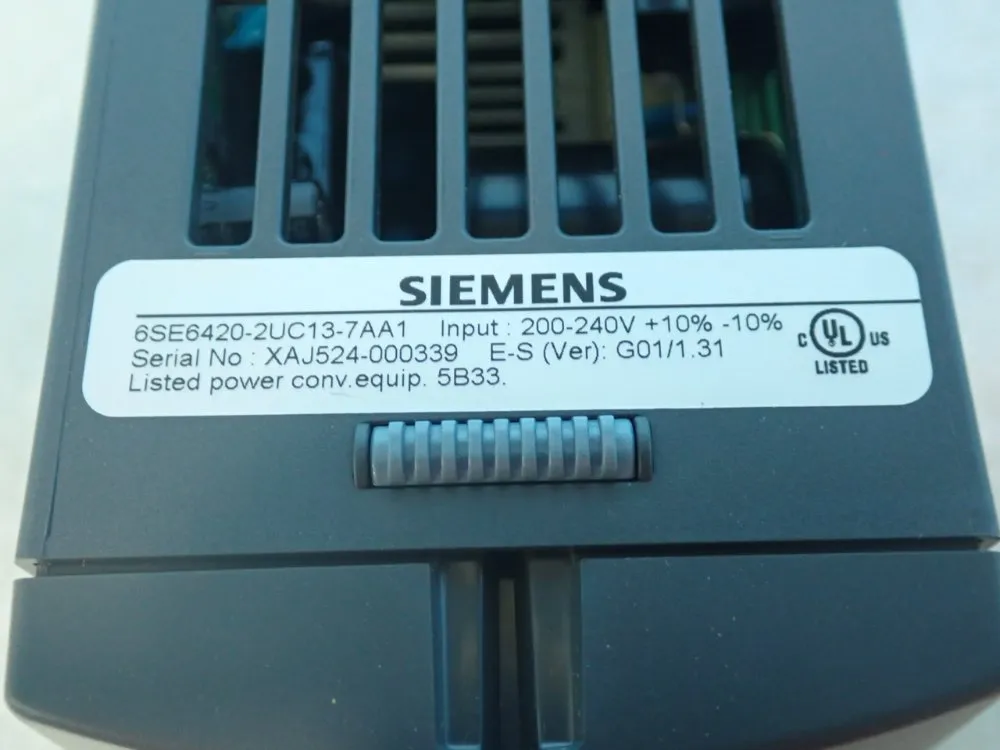 SIEMENS
6SE6420-2UC13-7AA1 Input : 200-240V +10% -10%
Serial No : XAJ524-000339 E-S (Ver): G01/1.31
Listed power conv.equip. 5B33.
C UL US
LISTED